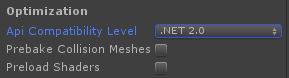 Optimization
Api Compatibility Level .NET 2.0
Prebake Collision Meshes
Preload Shaders